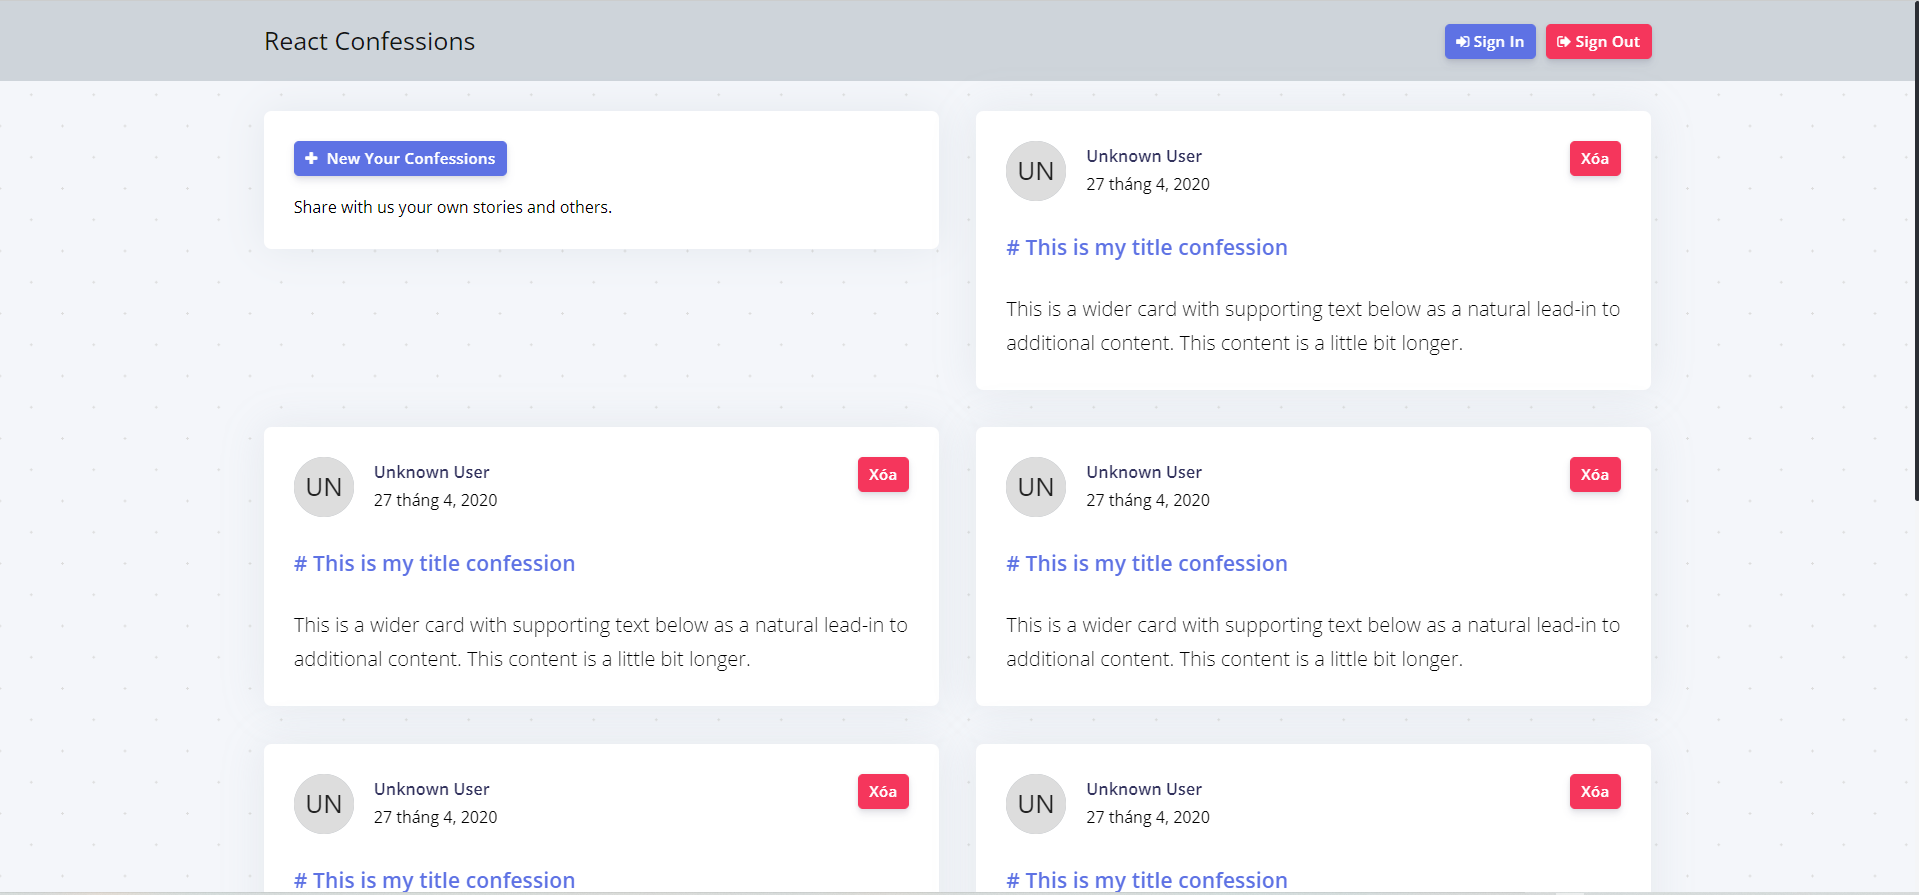 React Confessions
Sign In
Sign Out
New Your Confessions
Share with us your own stories and others.
UN
Unknown User
27 tháng 4, 2020
Xóa
# This is my title confession
This is a wider card with supporting text below as a natural lead-in to
additional content. This content is a little bit longer.
UN
Unknown User
27 tháng 4, 2020
Xóa
# This is my title confession
This is a wider card with supporting text below as a natural lead-in to
additional content. This content is a little bit longer.
UN
Unknown User
27 tháng 4, 2020
Xóa
# This is my title confession
This is a wider card with supporting text below as a natural lead-in to
additional content. This content is a little bit longer.
UN
Unknown User
27 tháng 4, 2020
Xóa
# This is my title confession
UN
Unknown User
27 tháng 4, 2020
Xóa
# This is my title confession